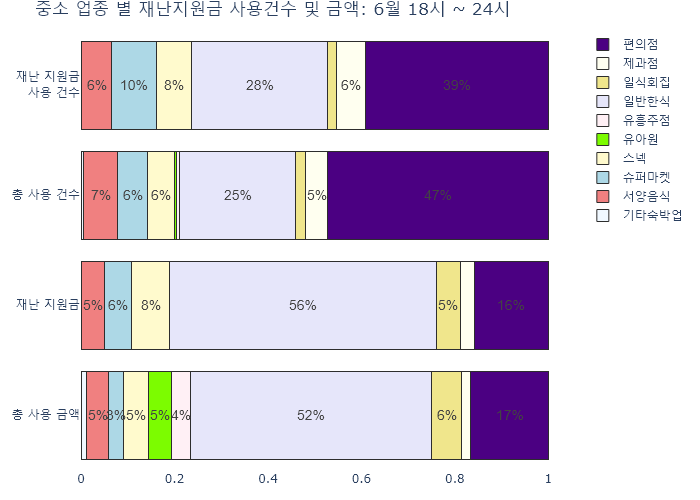 중소 업종 별 재난지원금 사용건수 및 금액: 6월 18시 ~ 24시
재난 지원금
사용 건수
6%
10%
8%
28%
6%
39%
총 사용 건수
7%
6%
6%
25%
5%
47%
재난 지원금
5%
6%
8%
56%
5%
16%
총 사용 금액
5%
3%
5%
5%
4%
52%
6%
17%
0
0.2
0.4
0.6
0.8
1
편의점
제과점
일식회집
일반한식
유흥주점
유아원
스넥
슈퍼마켓
서양음식
기타숙박업